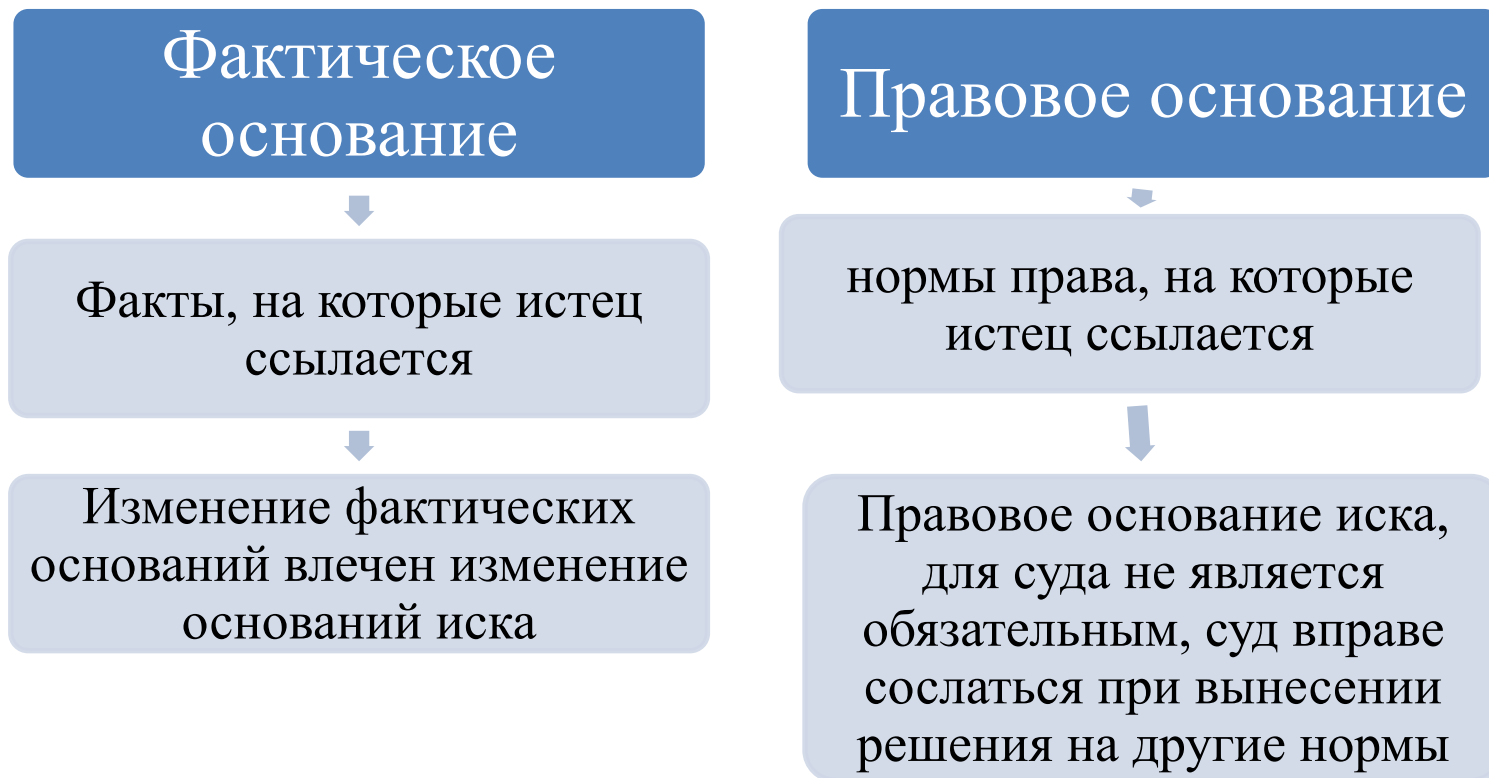 Фактическое
основание
Факты, на которые истец
ссылается
Изменение фактических
оснований влечен изменение
оснований иска
Правовое основание
нормы права, на которые
истец ссылается
Правовое основание иска,
для суда не является
обязательным, суд вправе
сослаться при вынесении
решения на другие нормы